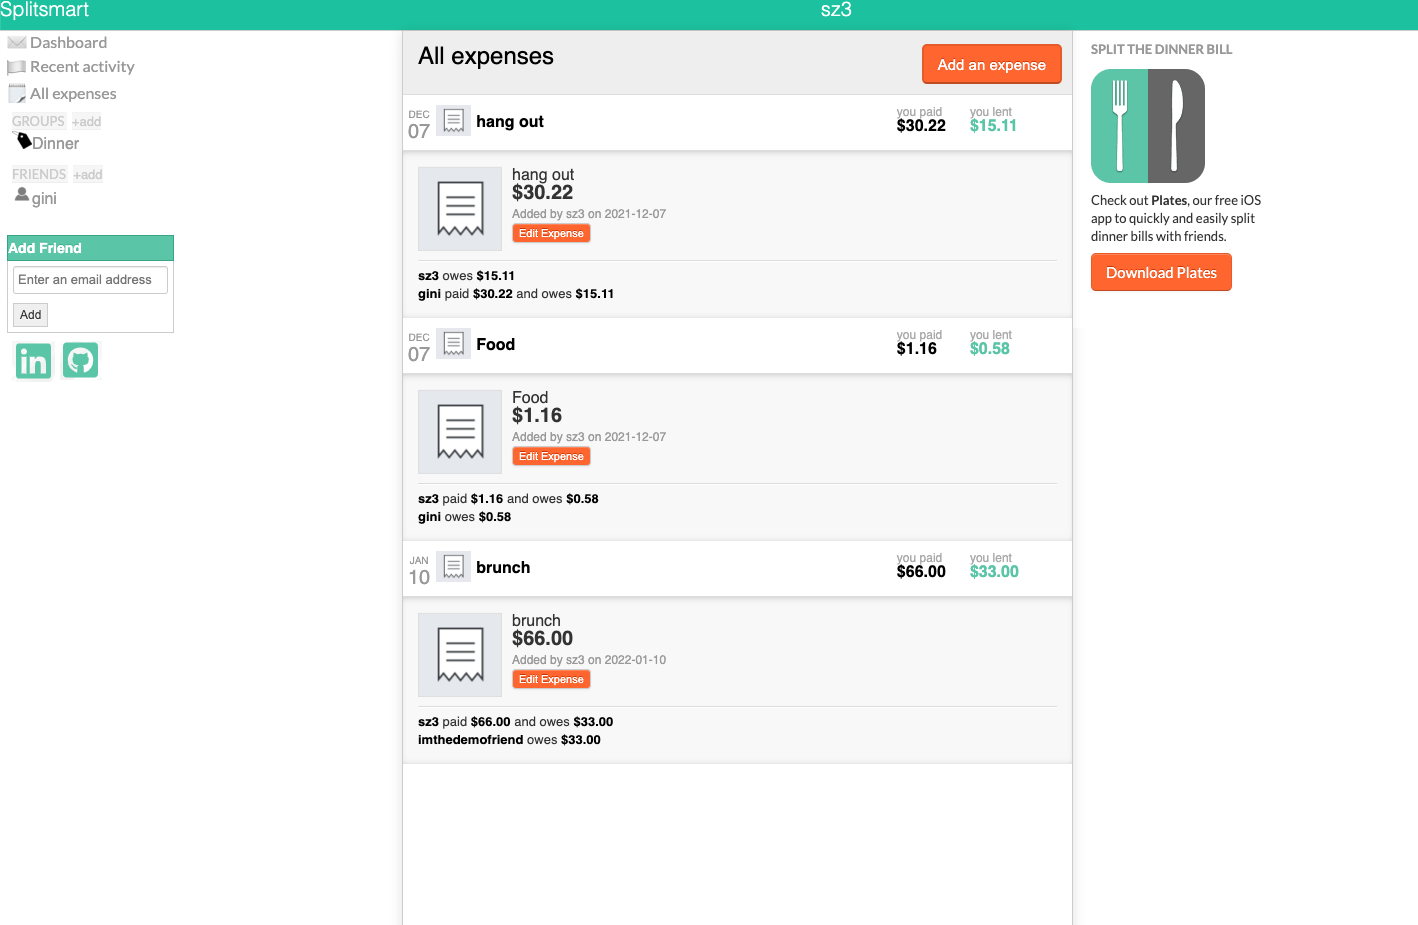 Splitsmart
sz3
Dashboard
Recent activity
All expenses
GROUPS +add
Dinner
FRIENDS +add
gini
Add Friend
Enter an email address
Add
in
All expenses
Add an expense
DEC
07
hang out
you paid
$30.22
you lent
$15.11
hang out
$30.22
Added by sz3 on 2021-12-07
Edit Expense
sz3 owes $15.11
gini paid $30.22 and owes $15.11
DEC
07
Food
you paid
$1.16
you lent
$0.58
Food
$1.16
Added by sz3 on 2021-12-07
Edit Expense
sz3 paid $1.16 and owes $0.58
gini owes $0.58
JAN
10
brunch
you paid
$66.00
you lent
$33.00
brunch
$66.00
Added by sz3 on 2022-01-10
Edit Expense
sz3 paid $66.00 and owes $33.00
imthedemofriend owes $33.00
SPLIT THE DINNER BILL
Check out Plates, our free iOS
app to quickly and easily split
dinner bills with friends.
Download Plates